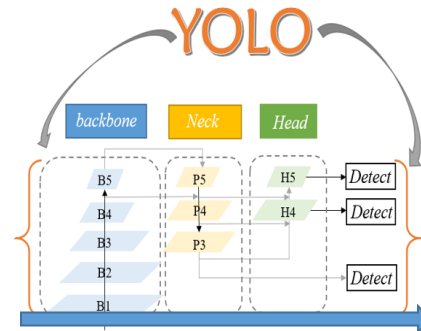 YOLO
backbone Neck Head
B5 P5 H5 Detect
B4 P4 H4 Detect
B3 P3
B2 Detect
B1